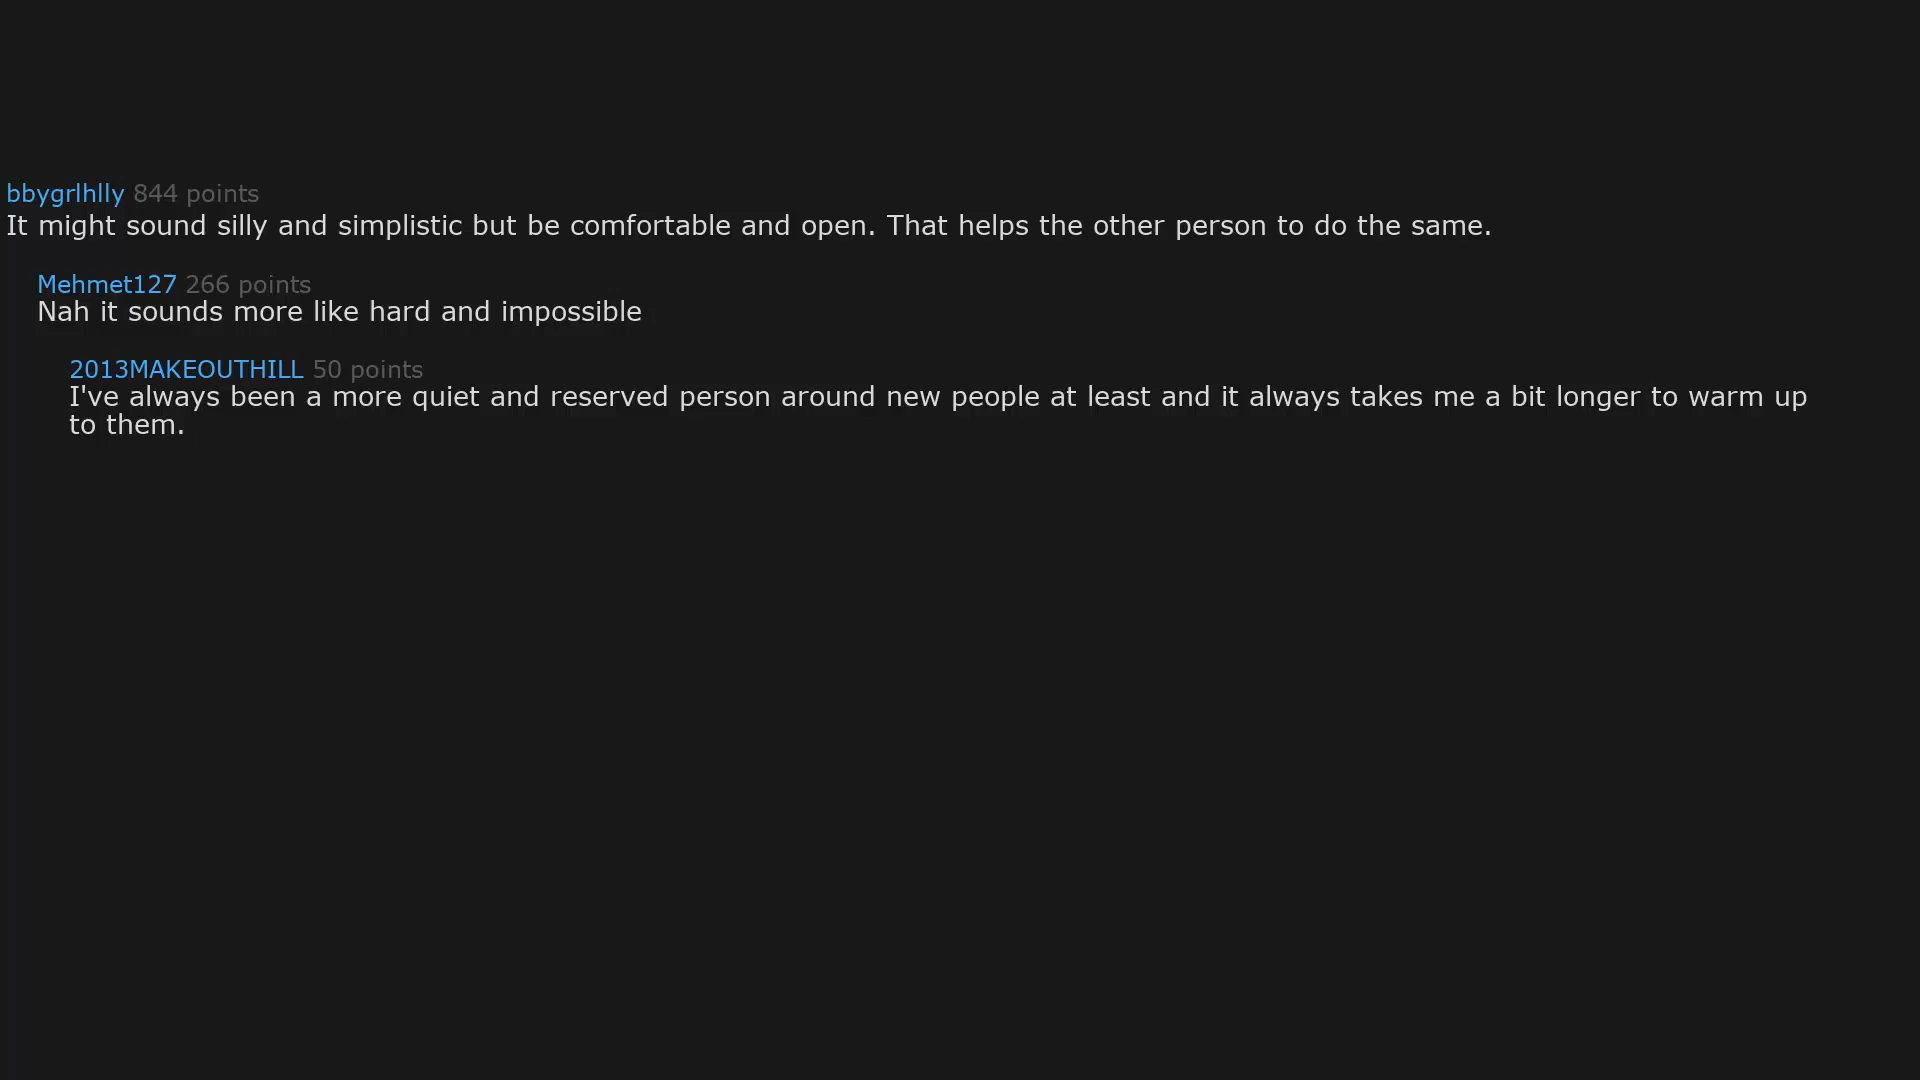 bbygrlhlly 844 points
It might sound silly and simplistic but be comfortable and open. That helps the other person to do the same.
Mehmet127 266 points
Nah it sounds more like hard and impossible
2013MAKEOUTHILL 50 points
I've always been a more quiet and reserved person around new people at least and it always takes me a bit longer to warm up
to them.